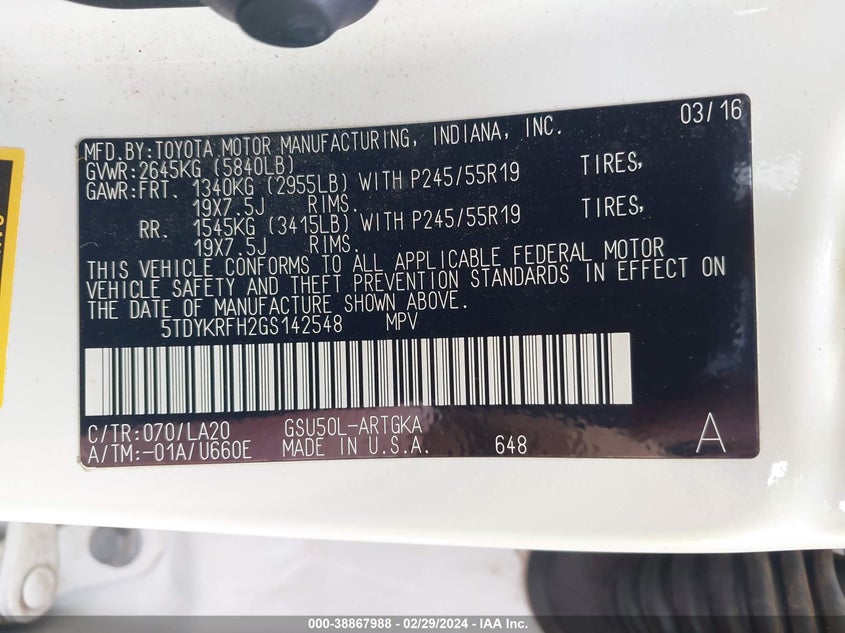 03/16
MFD.BY:TOYOTA MOTOR MANUFACTURING, INDIANA, INC.
GVWR:2645KG (5840LB)
GAWR:FRT. 1340KG (2955LB) WITH P245/55R19 TIRES,
19X7.5J RIMS.
RR. 1545KG (3415LB) WITH P245/55R19 TIRES,
19X7.5J RIMS.
THIS VEHICLE CONFORMS TO ALL APPLICABLE FEDERAL MOTOR
VEHICLE SAFETY AND THEFT PREVENTION STANDARDS IN EFFECT ON
THE DATE OF MANUFACTURE SHOWN ABOVE.
5TDYKRFH2GS142548 MPV
C/TR:070/LA20 GSU50L-ARTGKA
A/TM:-01A/U660E MADE IN U.S.A. 648 A
000-38867988 - 02/29/2024 - IAA Inc.